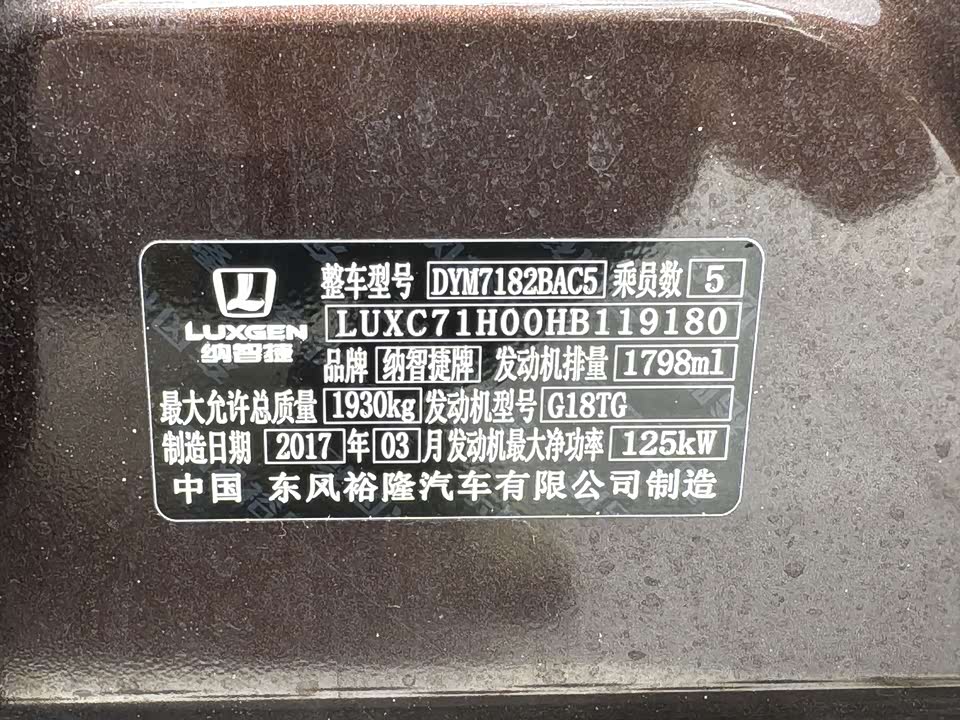 LUXGEN
纳智捷
整车型号 DYM7182BAC5 乘员数 5
LUXC71H00HB119180
品牌 纳智捷牌 发动机排量 1798ml
最大允许总质量 1930kg 发动机型号 G18TG
制造日期 2017 年 03 月 发动机最大净功率 125kW
中国 东风裕隆汽车有限公司制造